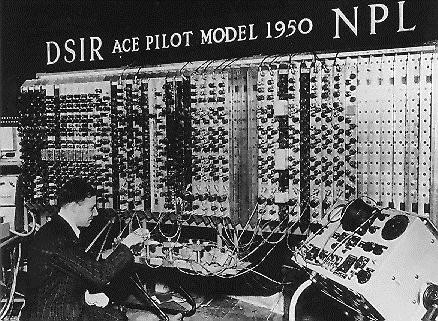 DSIR ACE PILOT MODEL 1950 NPL